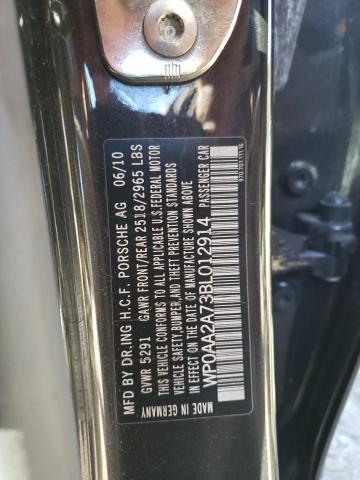 MFD BY DR.ING H.C.F. PORSCHE AG 06/10
GVWR 5291 GAWR FRONT/REAR 2518/2965 LBS
THIS VEHICLE CONFORMS TO ALL APPLICABLE U.S.FEDERAL MOTOR
VEHICLE SAFETY,BUMPER,AND THEFT PREVENTION STANDARDS
IN EFFECT ON THE DATE OF MANUFACTURE SHOWN ABOVE
WP0AA2A73BL012914 PASSENGER CAR
MADE IN GERMANY